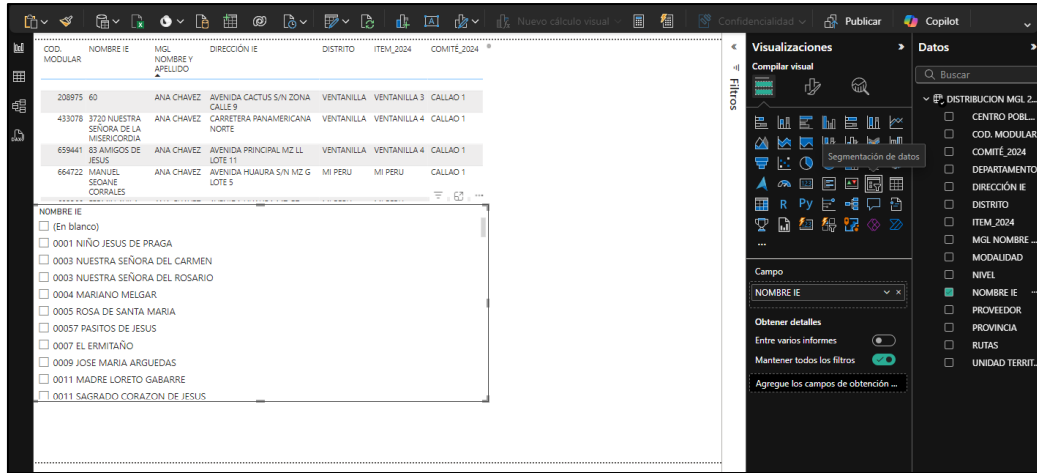 Nuevo cálculo visual
Confidencialidad
Publicar
Copilot
COD. MODULAR NOMBRE IE MGL NOMBRE Y APELLIDO DIRECCIÓN IE DISTRITO ITEM_2024 COMITÉ_2024
208975 60 ANA CHAVEZ AVENIDA CACTUS S/N ZONA CALLE 9 VENTANILLA VENTANILLA 3 CALLAO 1
433078 3720 NUESTRA SEÑORA DE LA MISERICORDIA ANA CHAVEZ CARRETERA PANAMERICANA NORTE VENTANILLA VENTANILLA 4 CALLAO 1
659441 83 AMIGOS DE JESUS ANA CHAVEZ AVENIDA PRINCIPAL MZ LL LOTE 11 VENTANILLA VENTANILLA 4 CALLAO 1
664722 MANUEL SEOANE CORRALES ANA CHAVEZ AVENIDA HUAURA S/N MZ G LOTE 5 MI PERU MI PERU CALLAO 1
NOMBRE IE
(En blanco)
0001 NIÑO JESUS DE PRAGA
0003 NUESTRA SEÑORA DEL CARMEN
0003 NUESTRA SEÑORA DEL ROSARIO
0004 MARIANO MELGAR
0005 ROSA DE SANTA MARIA
00057 PASITOS DE JESUS
0007 EL ERMITAÑO
0009 JOSE MARIA ARGUEDAS
0011 MADRE LORETO GABARRE
0011 SAGRADO CORAZON DE JESUS
Filtros
Visualizaciones
Compilar visual
Segmentación de datos
R Py
Campo
NOMBRE IE
Obtener detalles
Entre varios informes
Mantener todos los filtros
Agregue los campos de obtención ...
Datos
Buscar
DISTRIBUCION MGL 2...
CENTRO POBL...
COD. MODULAR
COMITÉ_2024
DEPARTAMENTO
DIRECCIÓN IE
DISTRITO
ITEM_2024
MGL NOMBRE ...
MODALIDAD
NIVEL
NOMBRE IE ...
PROVEEDOR
PROVINCIA
RUTAS
UNIDAD TERRIT...